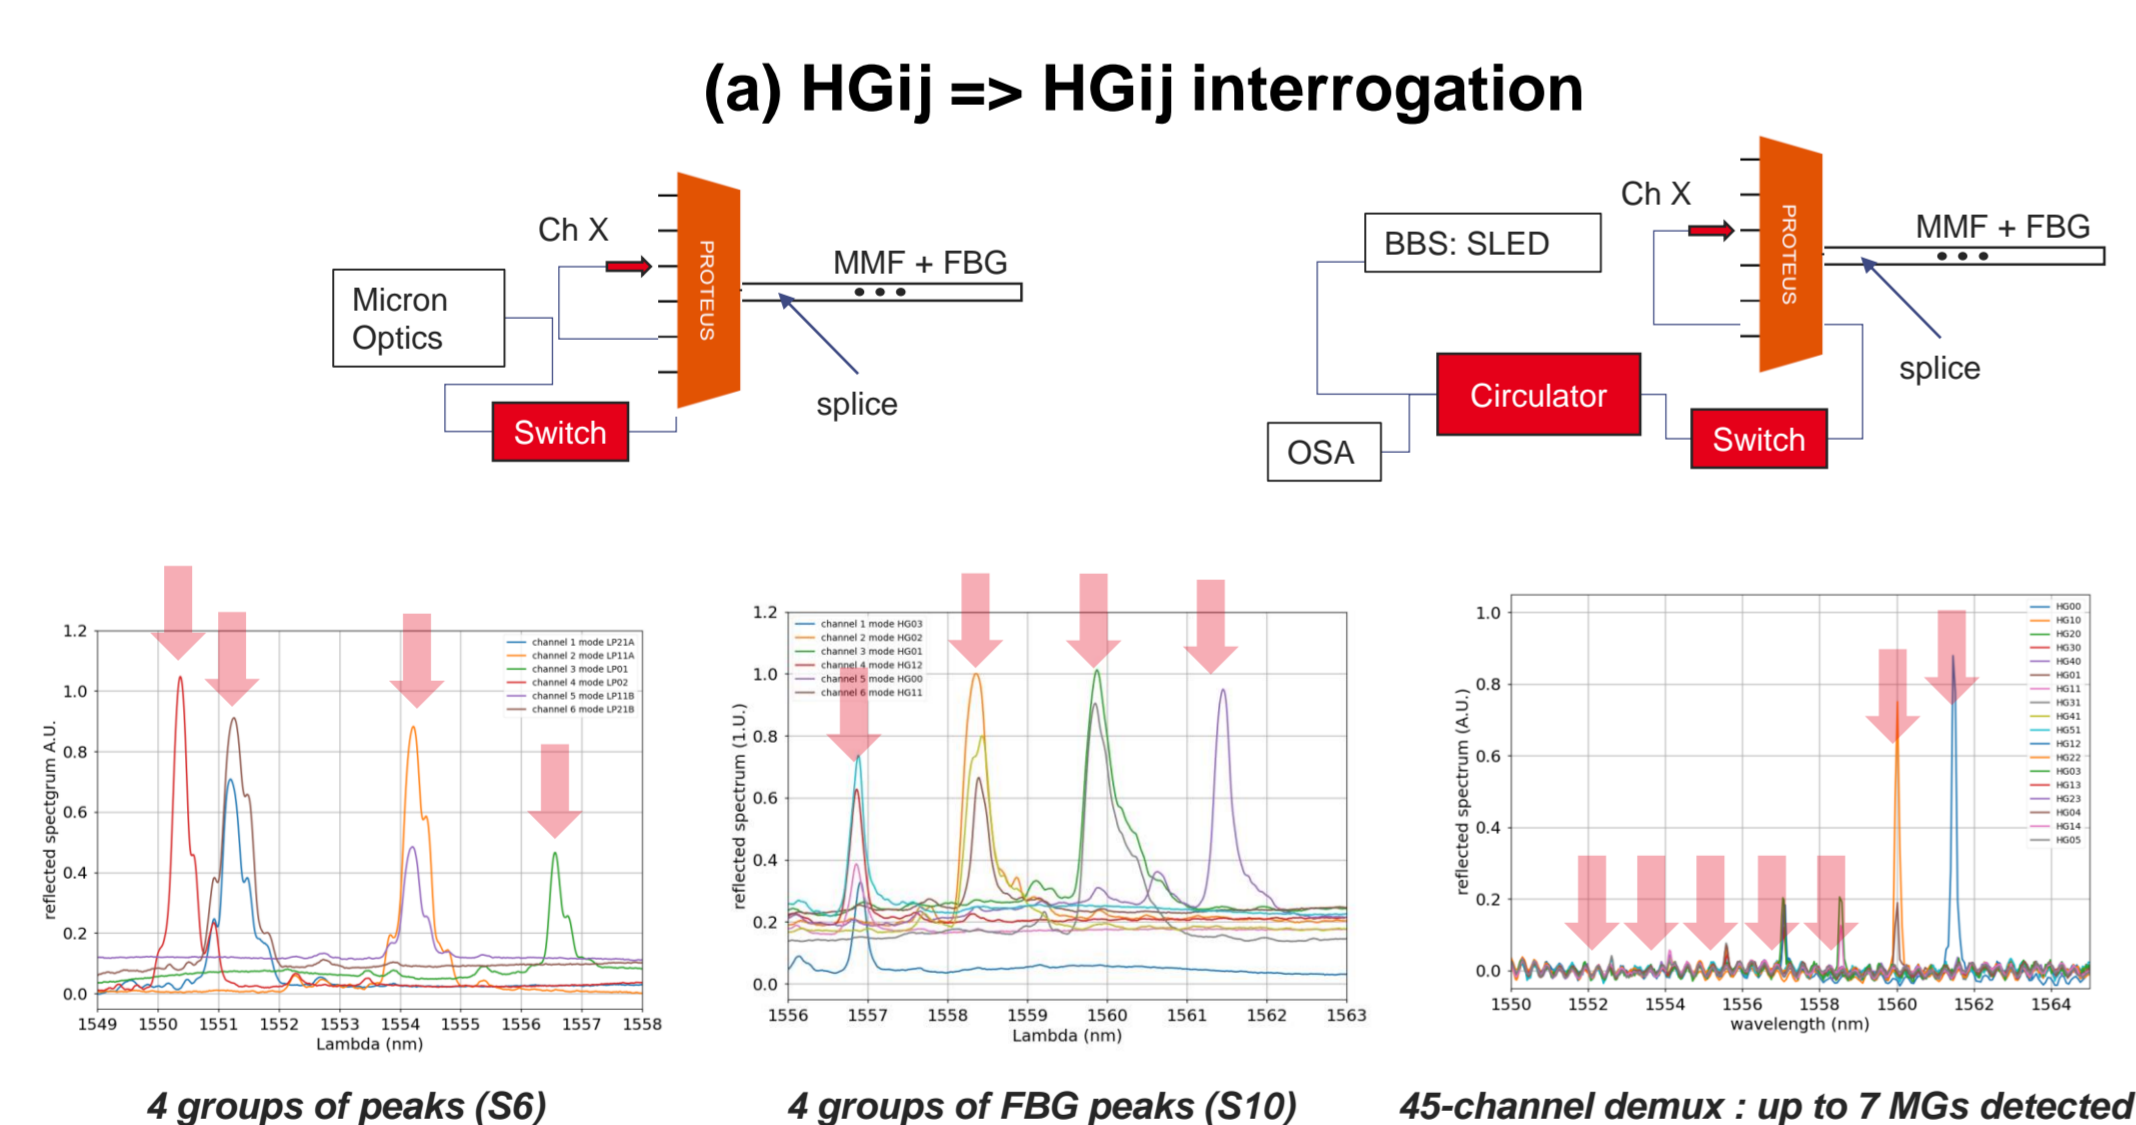 (a) HGij => HGij interrogation
Ch X
PROTEUS
Micron
Optics
MMF + FBG
splice
Switch
Ch X
PROTEUS
BBS: SLED
MMF + FBG
splice
Circulator
OSA
Switch
reflected spectgrum A.U.
1.2
1.0
0.8
0.6
0.4
0.2
0.0
channel 1 mode LP21A
channel 2 mode LP11A
channel 3 mode LP01
channel 4 mode LP02
channel 5 mode LP11B
channel 6 mode LP21B
1549 1550 1551 1552 1553 1554 1555 1556 1557 1558
Lambda (nm)
4 groups of peaks (S6)
reflected spectrum (1.U.)
1.2
1.0
0.8
0.6
0.4
0.2
0.0
channel 1 mode HG03
channel 2 mode HG02
channel 3 mode HG01
channel 4 mode HG12
channel 5 mode HG00
channel 6 mode HG11
1556 1557 1558 1559 1560 1561 1562 1563
Lambda (nm)
4 groups of FBG peaks (S10)
reflected spectrum (A.U.)
1.0
0.8
0.6
0.4
0.2
0.0
HG00
HG10
HG20
HG30
HG40
HG01
HG11
HG31
HG41
HG51
HG12
HG22
HG03
HG13
HG23
HG04
HG14
HG05
1550 1552 1554 1556 1558 1560 1562 1564
wavelength (nm)
45-channel demux : up to 7 MGs detected